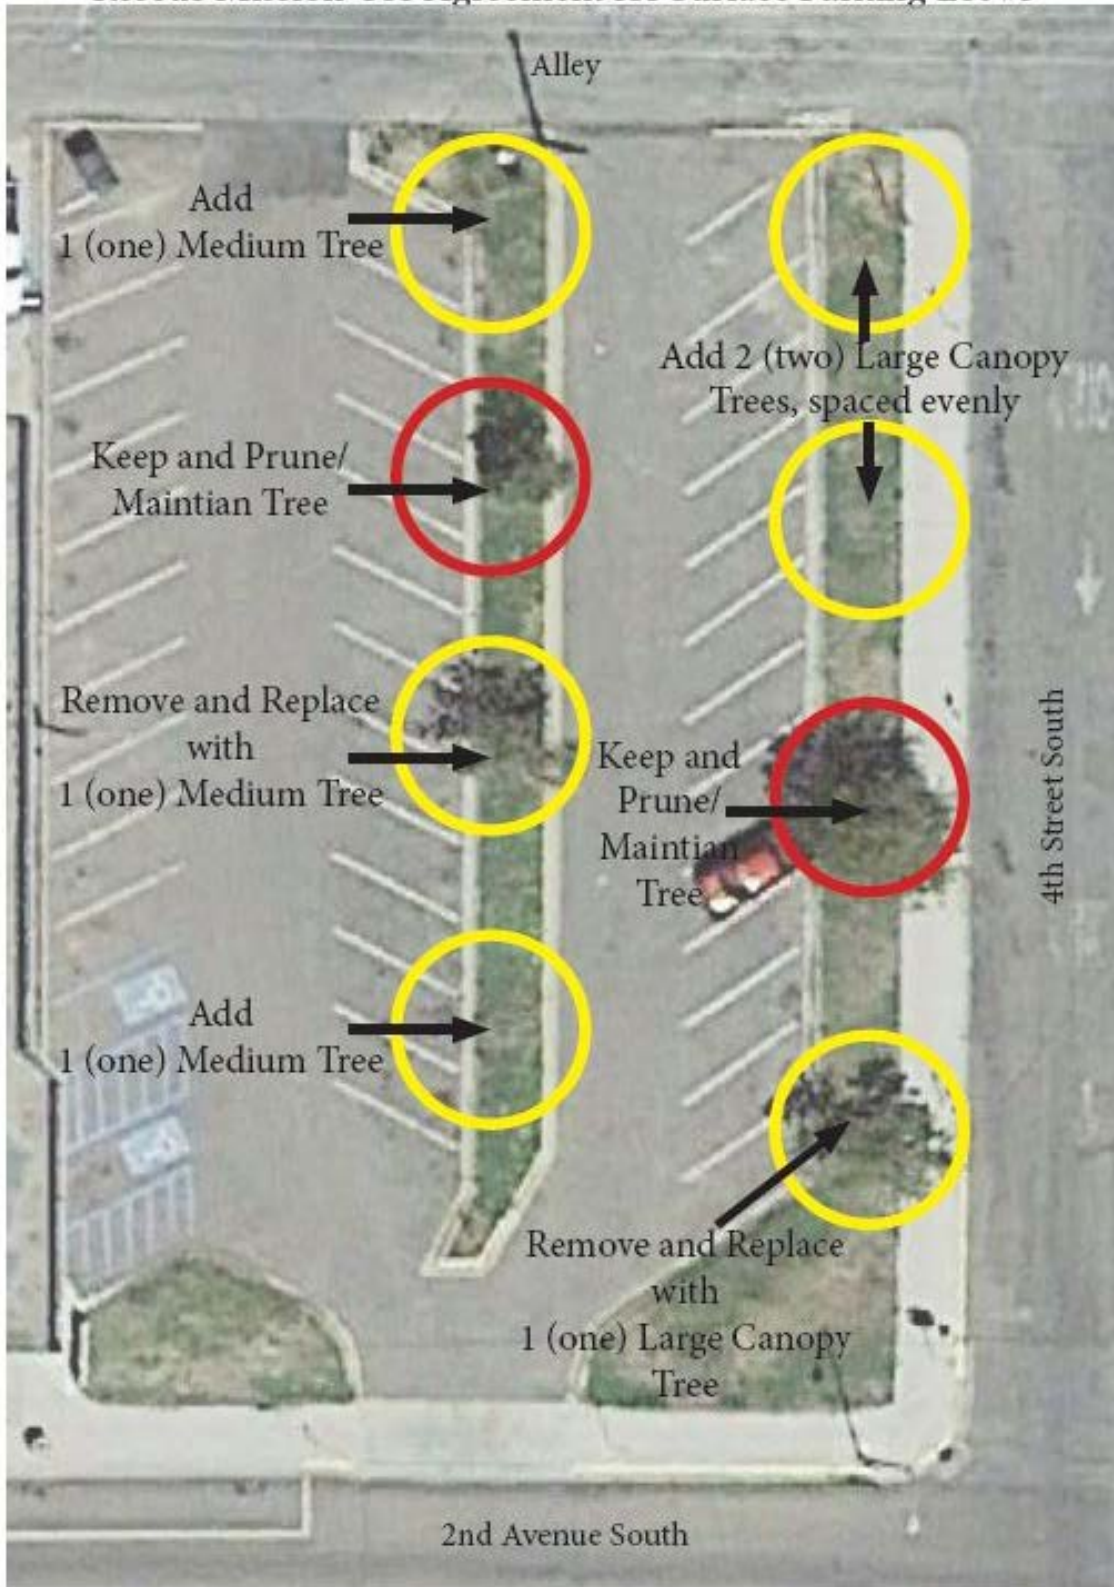 Alley
Add
1 (one) Medium Tree
Add 2 (two) Large Canopy
Trees, spaced evenly
Keep and Prune/
Maintian Tree
Remove and Replace
with
1 (one) Medium Tree
Keep and
Prune/
Maintian
Tree
4th Street South
Add
1 (one) Medium Tree
Remove and Replace
with
1 (one) Large Canopy
Tree
2nd Avenue South